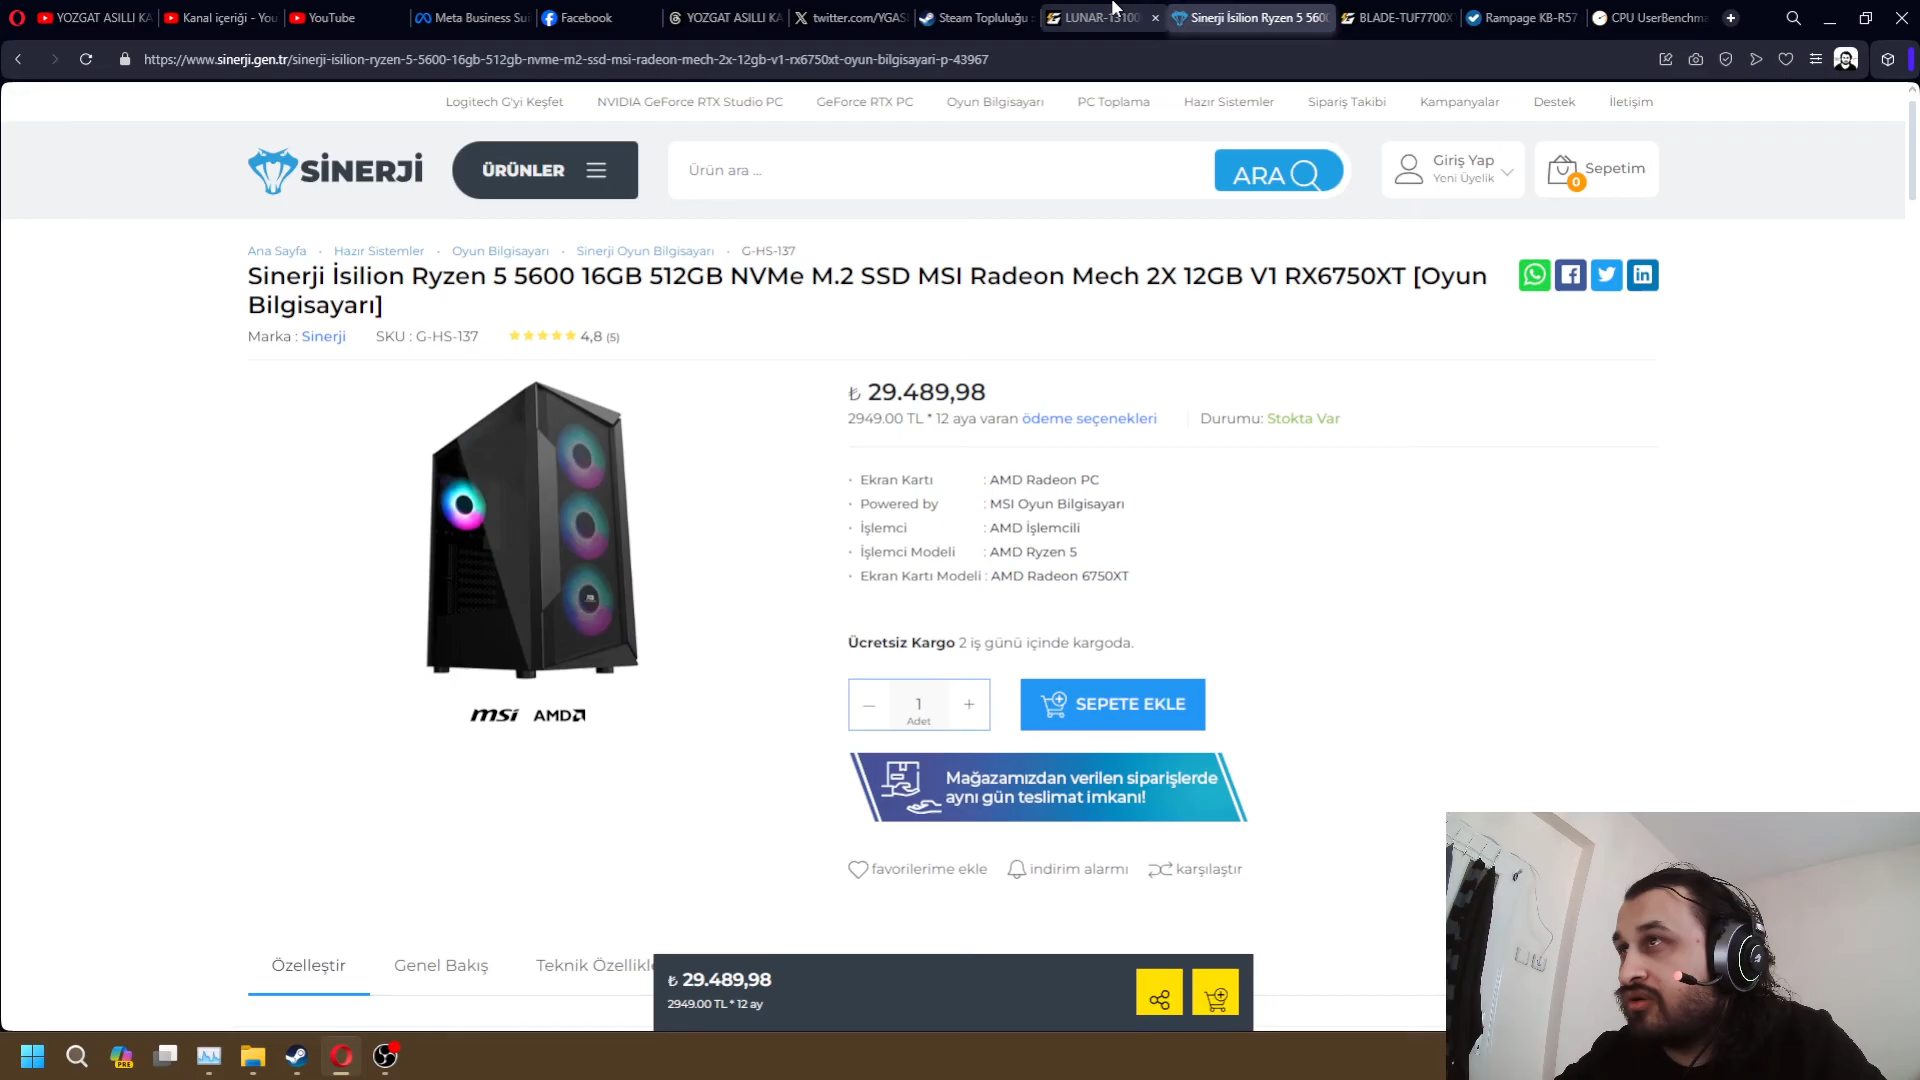 YOZGAT ASILLI KA
Kanal içeriği - You
YouTube
Meta Business Sui
Facebook
YOZGAT ASILLI KA
twitter.com/YGAS
Steam Topluluğu :
LUNAR-13100
Sinerji İsilion Ryzen 5 560
BLADE-TUF7700X
Rampage KB-R57
CPU UserBenchma
https://www.sinerji.gen.tr/sinerji-isilion-ryzen-5-5600-16gb-512gb-nvme-m2-ssd-msi-radeon-mech-2x-12gb-v1-rx6750xt-oyun-bilgisayari-p-43967
Logitech G'yi Keşfet
NVIDIA GeForce RTX Studio PC
GeForce RTX PC
Oyun Bilgisayarı
PC Toplama
Hazır Sistemler
Sipariş Takibi
Kampanyalar
Destek
İletişim
SİNERJİ
ÜRÜNLER
Ürün ara ...
ARA
Giriş Yap
Yeni Üyelik
0
Sepetim
Ana Sayfa · Hazır Sistemler · Oyun Bilgisayarı · Sinerji Oyun Bilgisayarı · G-HS-137
Sinerji İsilion Ryzen 5 5600 16GB 512GB NVMe M.2 SSD MSI Radeon Mech 2X 12GB V1 RX6750XT [Oyun
Bilgisayarı]
Marka : Sinerji
SKU : G-HS-137
4,8 (5)
₺ 29.489,98
2949.00 TL * 12 aya varan ödeme seçenekleri
Durumu: Stokta Var
· Ekran Kartı : AMD Radeon PC
· Powered by : MSI Oyun Bilgisayarı
· İşlemci : AMD İşlemcili
· İşlemci Modeli : AMD Ryzen 5
· Ekran Kartı Modeli : AMD Radeon 6750XT
Ücretsiz Kargo 2 iş günü içinde kargoda.
– 1 +
Adet
SEPETE EKLE
msi AMD
Mağazamızdan verilen siparişlerde
aynı gün teslimat imkanı!
favorilerime ekle
indirim alarmı
karşılaştır
Özelleştir
Genel Bakış
Teknik Özellikle
₺ 29.489,98
2949.00 TL * 12 ay
PRE